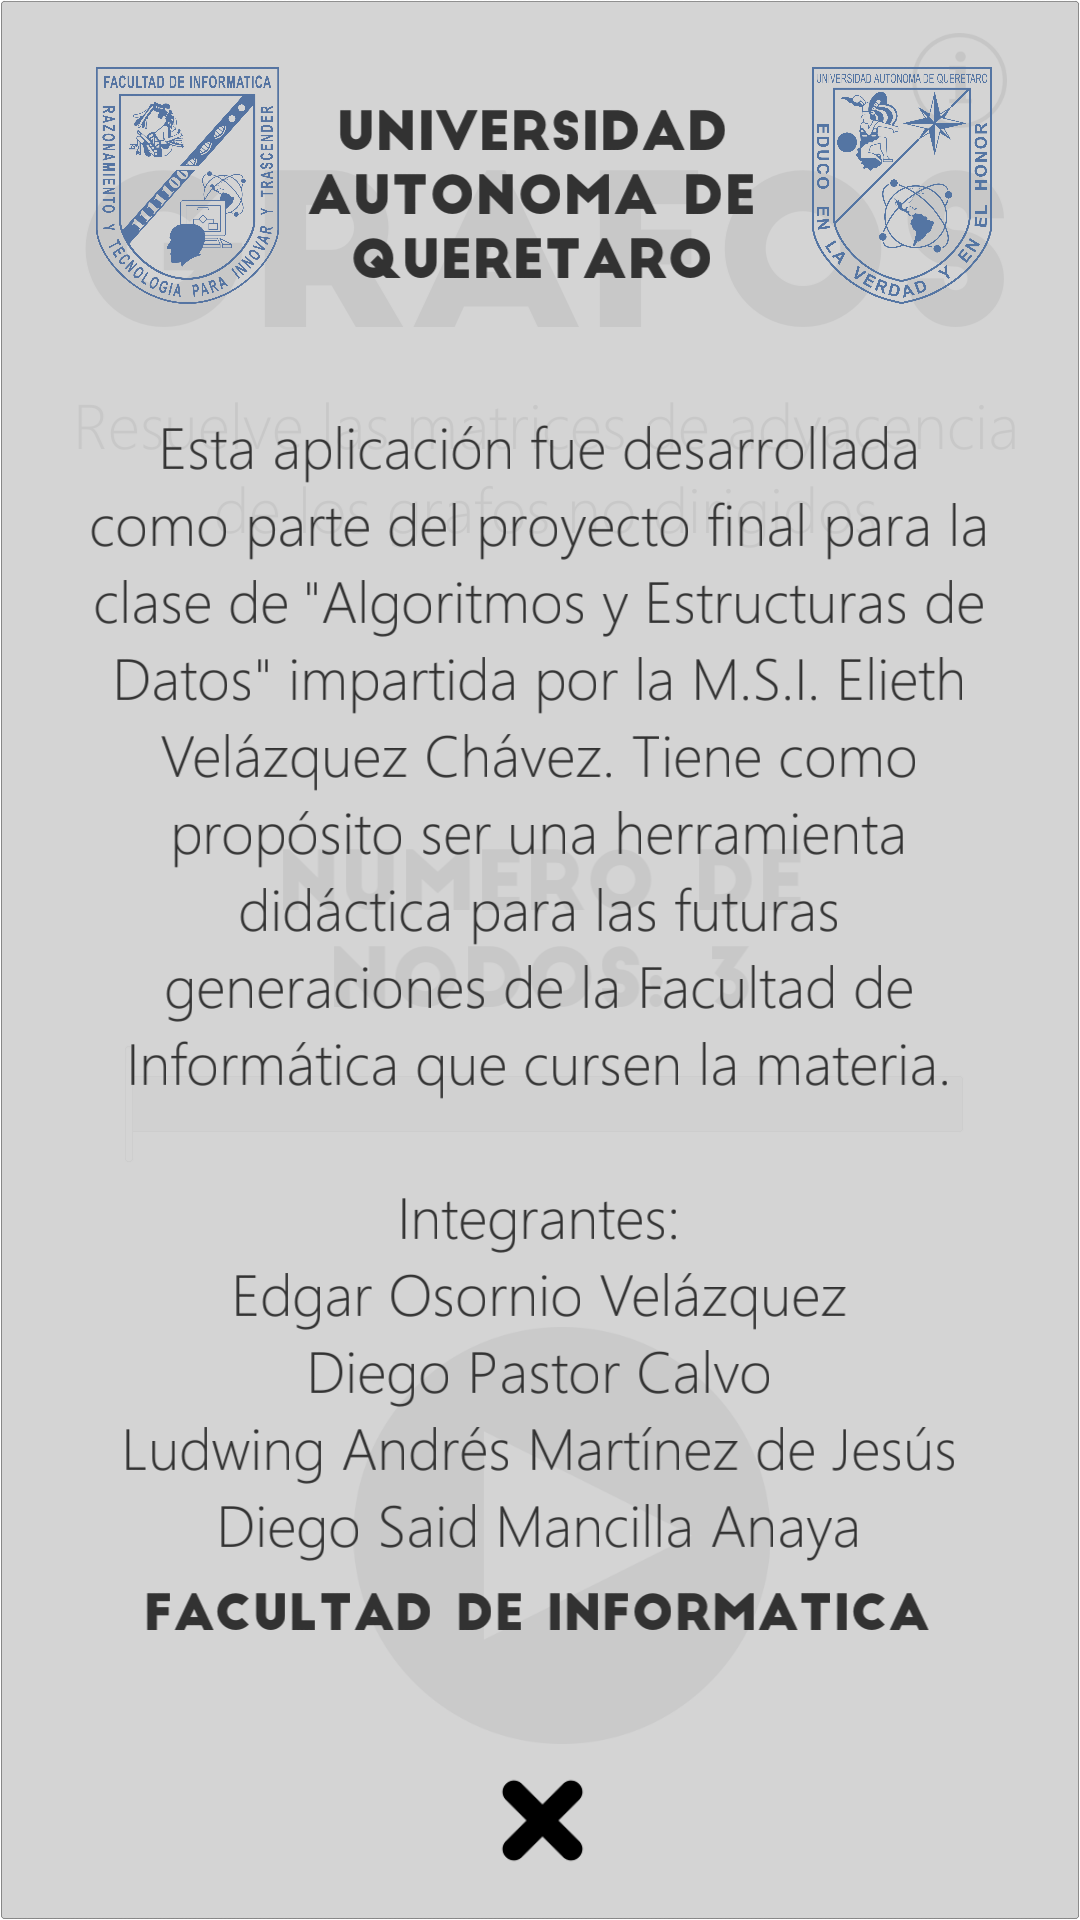 FACULTAD DE INFORMATICA
RAZONAMIENTO Y TECNOLOGIA PARA INNOVAR Y TRASCENDER
UNIVERSIDAD
AUTONOMA DE
QUERETARO
UNIVERSIDAD AUTONOMA DE QUERETARO
EDUCO EN LA VERDAD Y EN EL HONOR
i
GRAFOS
Resuelve las matrices de adyacencia
de los grafos no dirigidos
Esta aplicación fue desarrollada
como parte del proyecto final para la
clase de "Algoritmos y Estructuras de
Datos" impartida por la M.S.I. Elieth
Velázquez Chávez. Tiene como
propósito ser una herramienta
didáctica para las futuras
generaciones de la Facultad de
Informática que cursen la materia.
NUMERO DE
NODOS: 3
Integrantes:
Edgar Osornio Velázquez
Diego Pastor Calvo
Ludwing Andrés Martínez de Jesús
Diego Said Mancilla Anaya
FACULTAD DE INFORMATICA